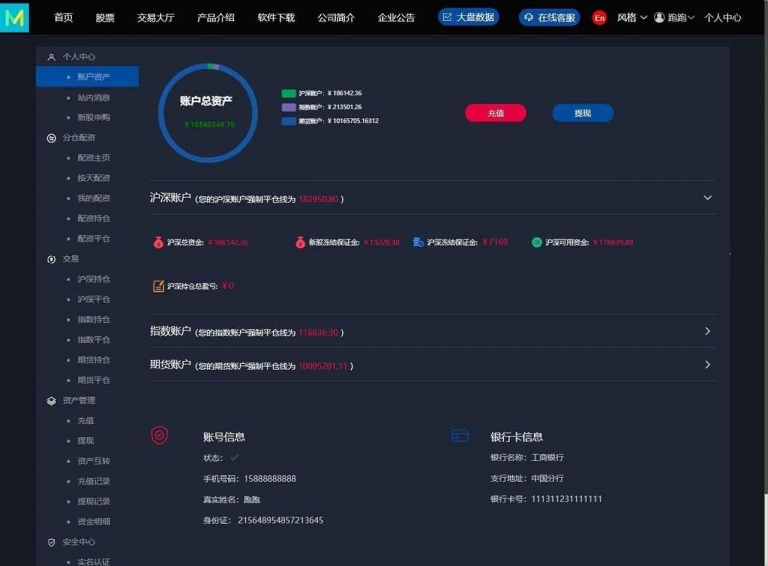 M 首页 股票 交易大厅 产品介绍 软件下载 公司简介 企业公告 大盘数据 在线客服 En 风格 跑跑 个人中心
个人中心
账户资产
站内消息
新股申购
分仓配资
配资主页
按天配资
我的配资
配资持仓
配资平仓
交易
沪深持仓
沪深平仓
指数持仓
指数平仓
期货持仓
期货平仓
资产管理
充值
提现
资产互转
充值记录
提现记录
资金明细
安全中心
实名认证
账户总资产
沪深账户: ¥ 186142.36
指数账户: ¥ 213501.26
期货账户: ¥ 10165705.16312
充值 提现
沪深账户 (您的沪深账户强制平仓线为 183950.80 )
沪深总资金: ¥ 186142.36 新股冻结保证金: 沪深冻结保证金: ¥ 7169 沪深可用资金:
沪深持仓总盈亏: ¥ 0
指数账户 (您的指数账户强制平仓线为 116836.30 )
期货账户 (您的期货账户强制平仓线为 10005201.11 )
账号信息
状态:
手机号码: 15888888888
真实姓名: 跑跑
身份证: 215648954857213645
银行卡信息
银行名称: 工商银行
支行地址: 中国分行
银行卡号: 111311231111111